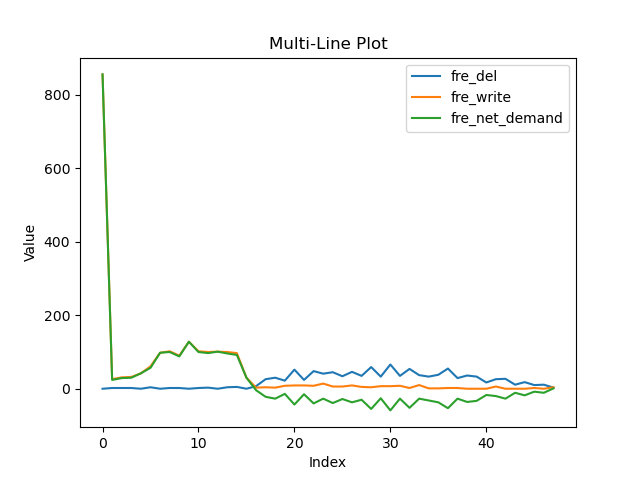 Multi-Line Plot
fre_del
fre_write
fre_net_demand
800
600
400
200
0
Value
0 10 20 30 40
Index